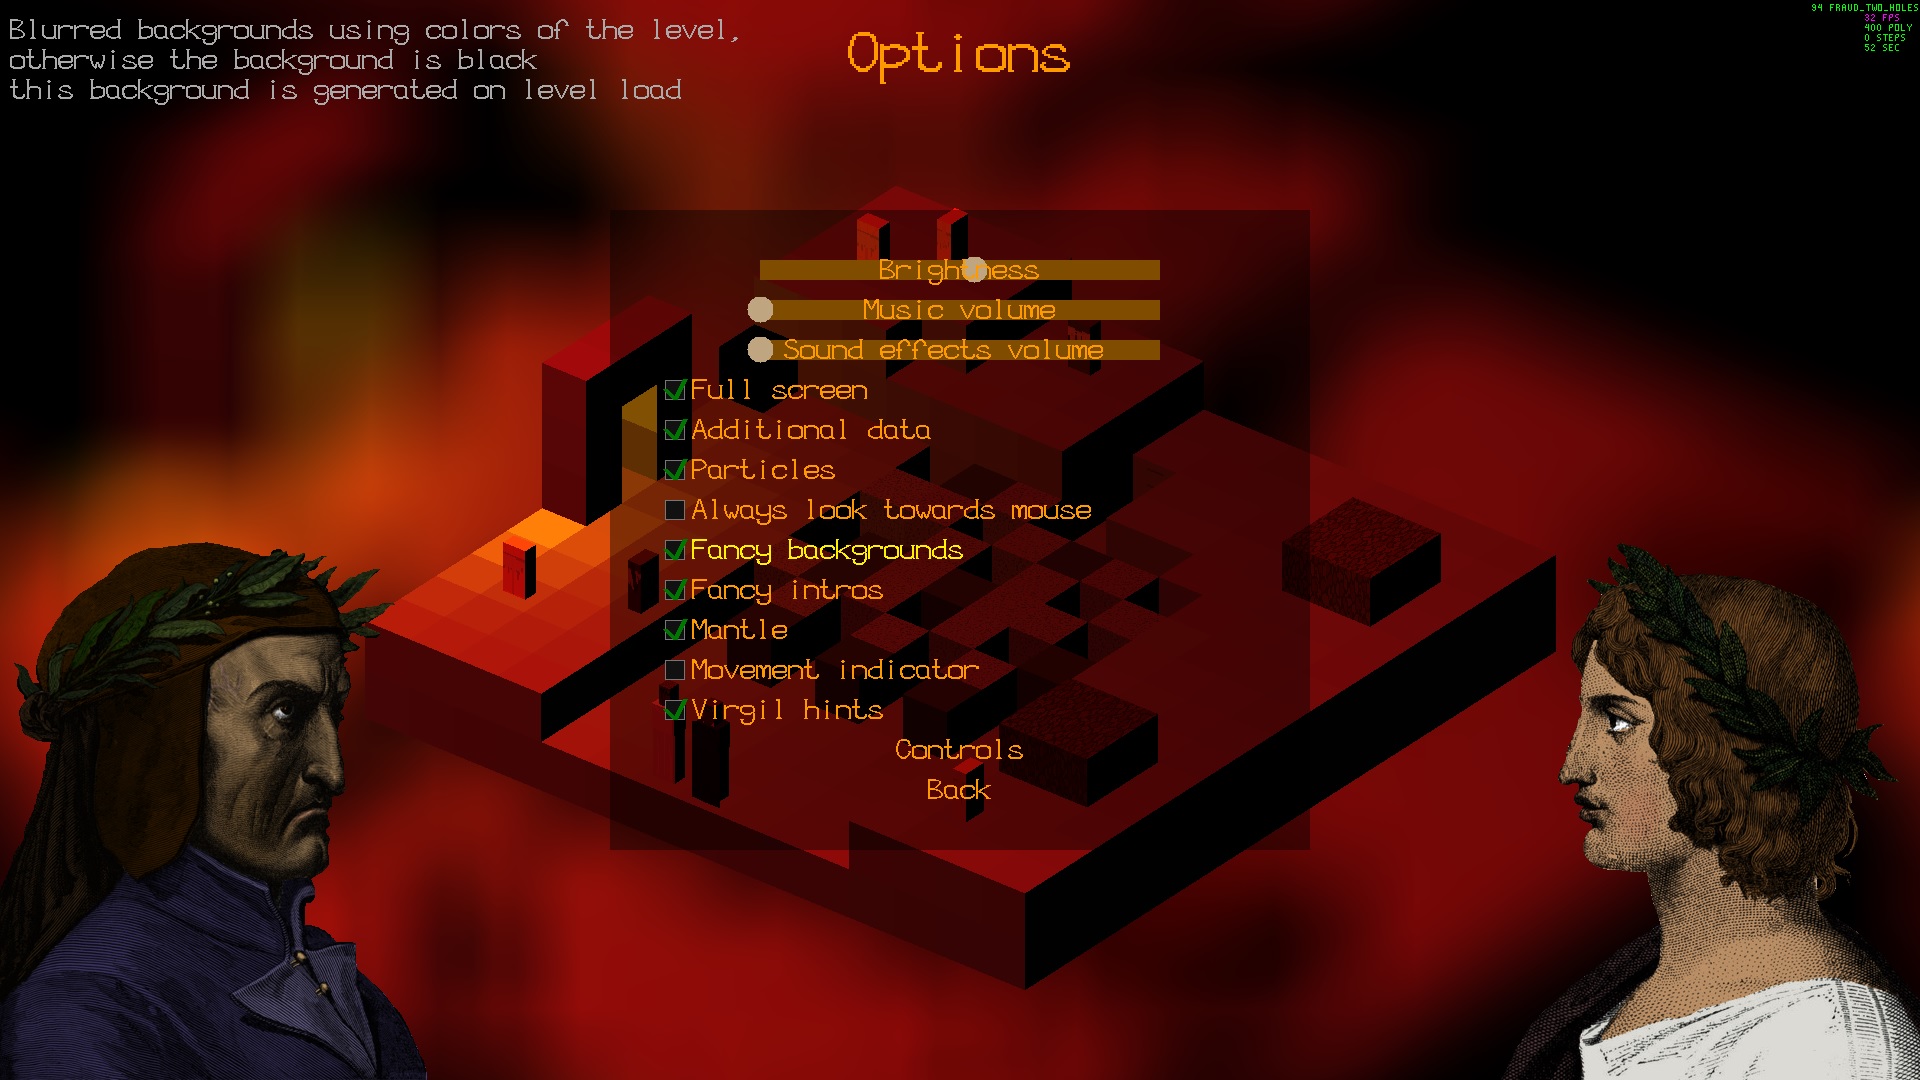 Blurred backgrounds using colors of the level,
otherwise the background is black
this background is generated on level load
Options
94 FRAUD_TWO_HOLES
32 FPS
400 POLY
0 STEPS
52 SEC
Brightness
Music volume
Sound effects volume
Full screen
Additional data
Particles
Always look towards mouse
Fancy backgrounds
Fancy intros
Mantle
Movement indicator
Virgil hints
Controls
Back